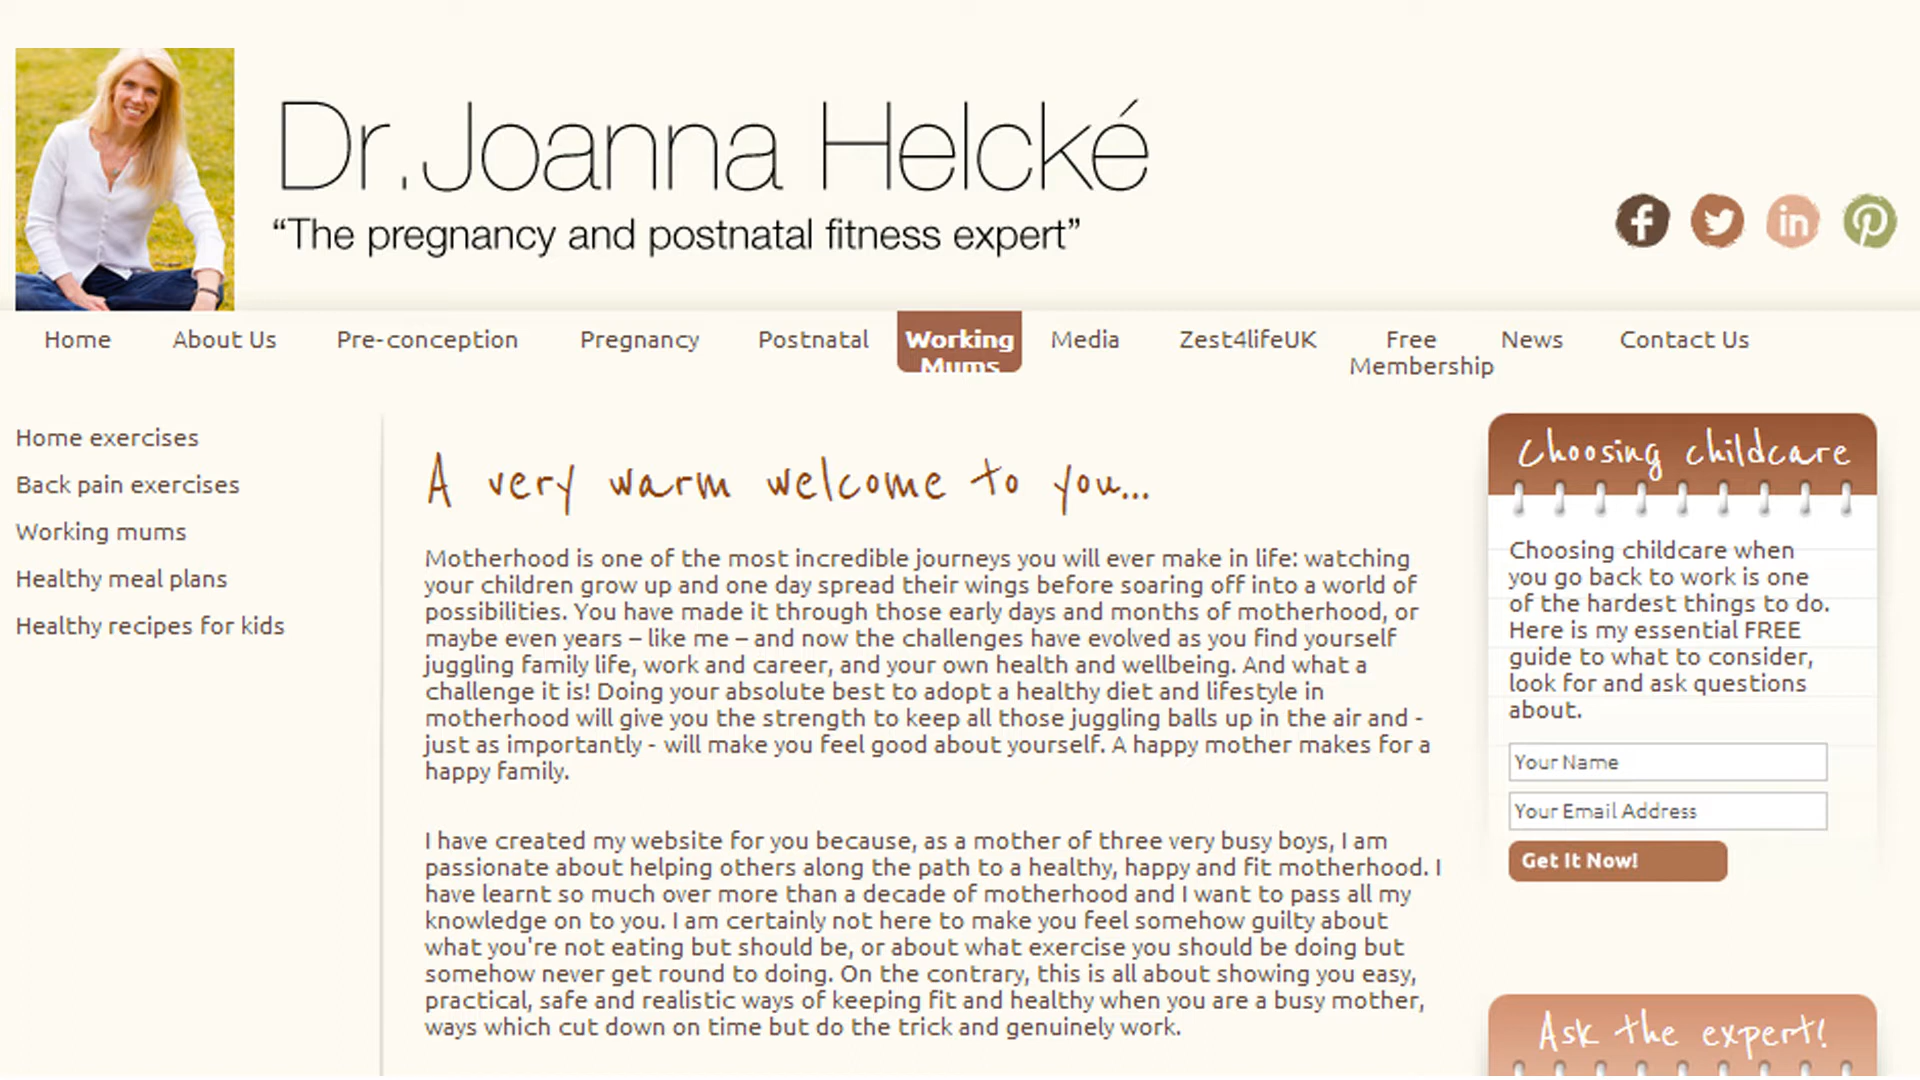 Dr. Joanna Helcké
“The pregnancy and postnatal fitness expert”
Home
About Us
Pre-conception
Pregnancy
Postnatal
Working
Mums
Media
Zest4lifeUK
Free
Membership
News
Contact Us
Home exercises
Back pain exercises
Working mums
Healthy meal plans
Healthy recipes for kids
A very warm welcome to you...
Motherhood is one of the most incredible journeys you will ever make in life: watching
your children grow up and one day spread their wings before soaring off into a world of
possibilities. You have made it through those early days and months of motherhood, or
maybe even years – like me – and now the challenges have evolved as you find yourself
juggling family life, work and career, and your own health and wellbeing. And what a
challenge it is! Doing your absolute best to adopt a healthy diet and lifestyle in
motherhood will give you the strength to keep all those juggling balls up in the air and -
just as importantly - will make you feel good about yourself. A happy mother makes for a
happy family.
I have created my website for you because, as a mother of three very busy boys, I am
passionate about helping others along the path to a healthy, happy and fit motherhood. I
have learnt so much over more than a decade of motherhood and I want to pass all my
knowledge on to you. I am certainly not here to make you feel somehow guilty about
what you're not eating but should be, or about what exercise you should be doing but
somehow never get round to doing. On the contrary, this is all about showing you easy,
practical, safe and realistic ways of keeping fit and healthy when you are a busy mother,
ways which cut down on time but do the trick and genuinely work.
Choosing childcare
Choosing childcare when
you go back to work is one
of the hardest things to do.
Here is my essential FREE
guide to what to consider,
look for and ask questions
about.
Your Name
Your Email Address
Get It Now!
Ask the expert!